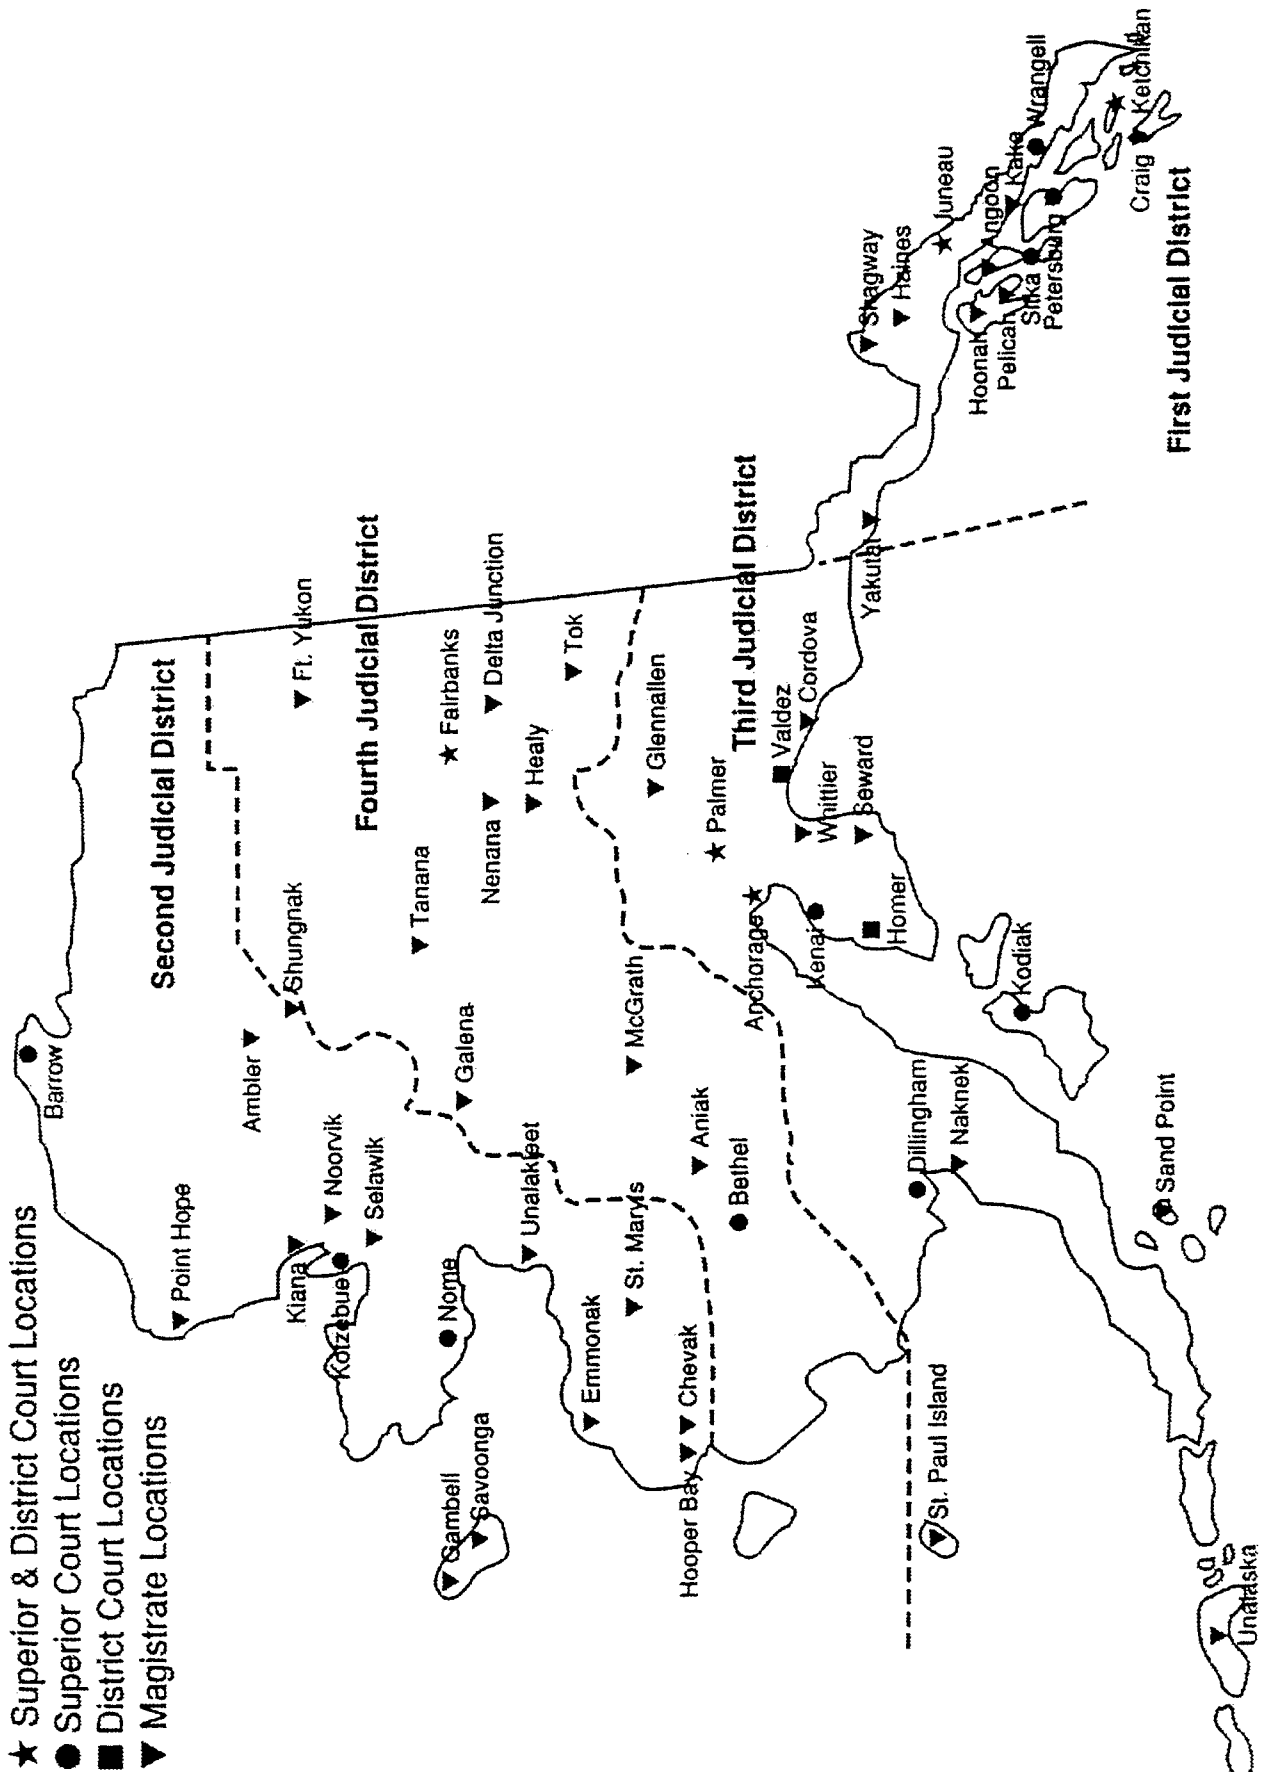 ★ Superior & District Court Locations
● Superior Court Locations
■ District Court Locations
▼ Magistrate Locations
Barrow
Point Hope
Second Judicial District
Ambler
Shungnak
Kiana
Noorvik
Kotzebue
Selawik
Ft. Yukon
Fourth Judicial District
Tanana
Fairbanks
Nome
Galena
Gambell
Savoonga
Nenana
Delta Junction
Unalakleet
Healy
Tok
Emmonak
St. Marys
McGrath
Glennallen
Hooper Bay
Chevak
Aniak
Bethel
Palmer
Third Judicial District
Anchorage
Valdez
Cordova
Kenai
Whittier
Seward
Homer
Yakutat
Skagway
Haines
Juneau
Hoonah
Pelican
Angoon
Sitka
Kake
Petersburg
Wrangell
Craig
Ketchikan
First Judicial District
Dillingham
Naknek
Kodiak
St. Paul Island
Sand Point
Unalaska